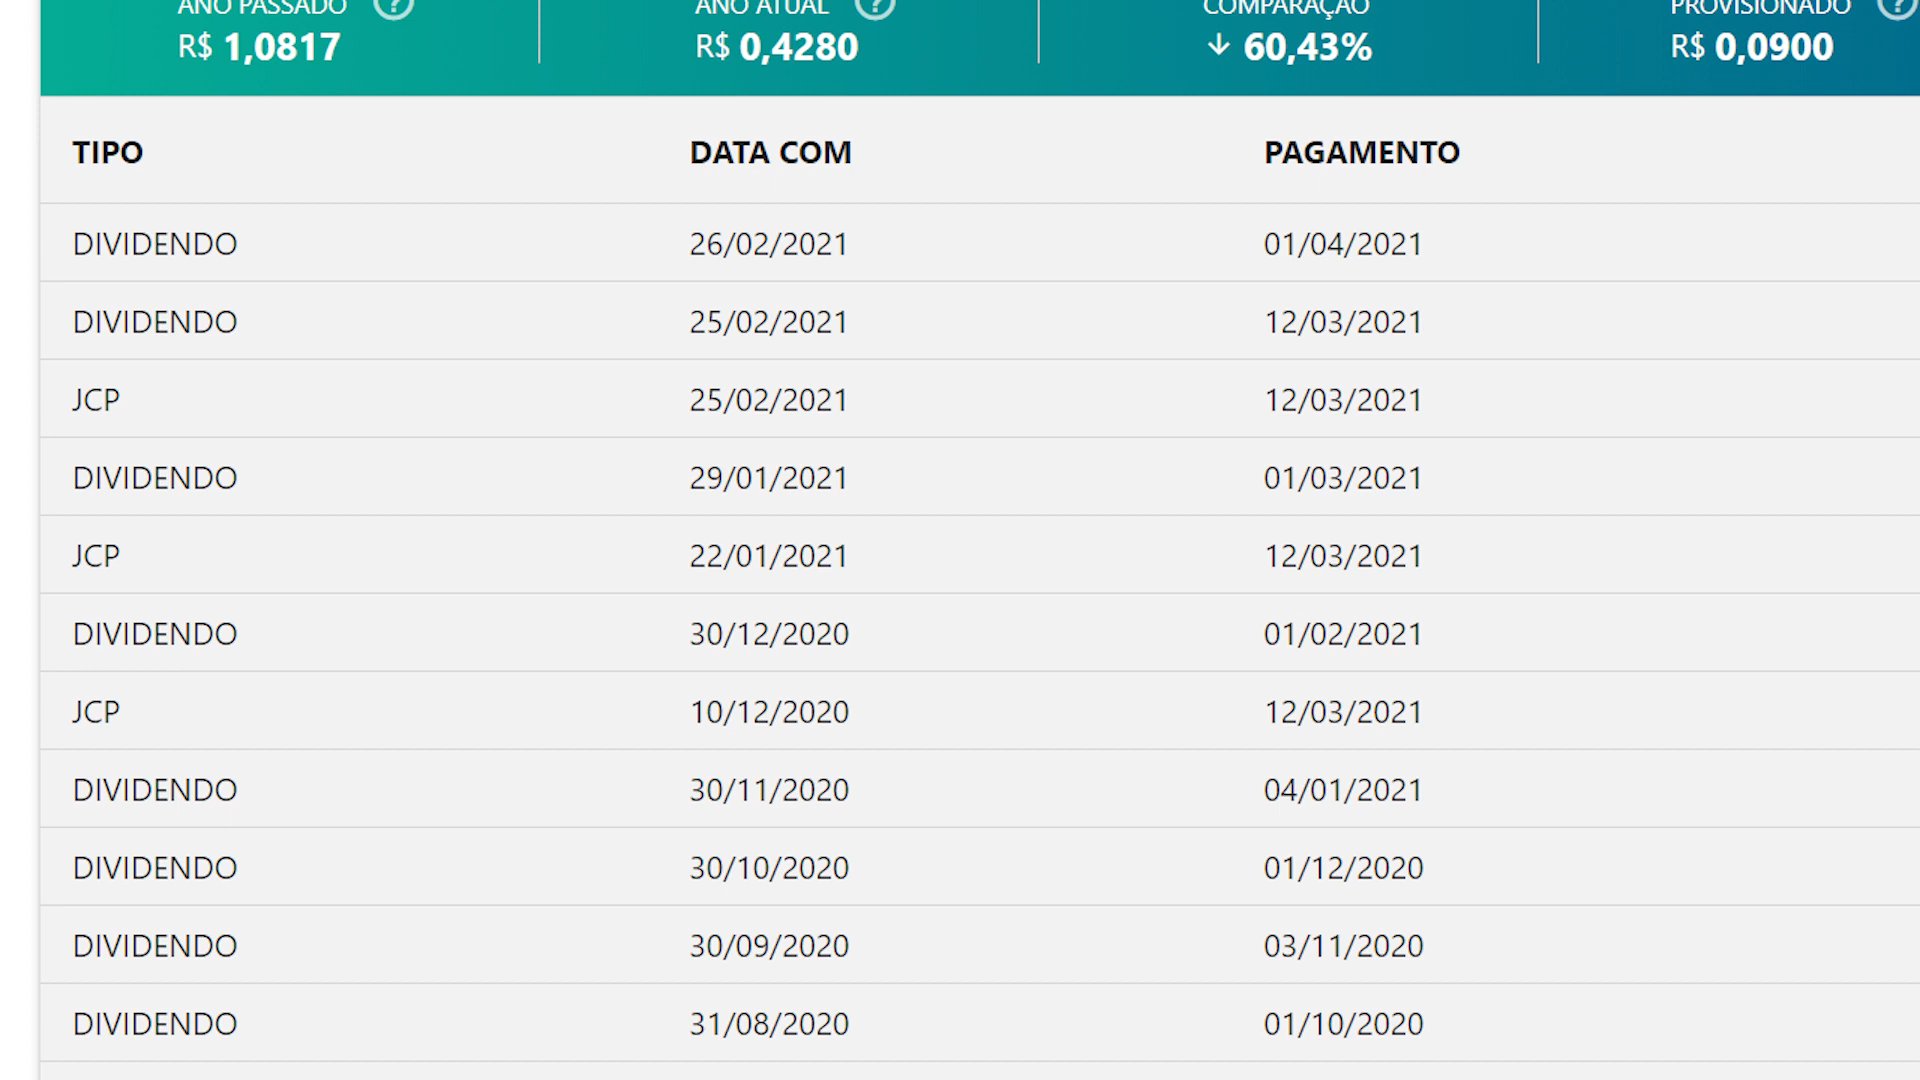 ANO PASSADO ? ANO ATUAL ? COMPARAÇÃO PROVISIONADO ?
R$ 1,0817 R$ 0,4280 ↓ 60,43% R$ 0,0900
TIPO DATA COM PAGAMENTO
DIVIDENDO 26/02/2021 01/04/2021
DIVIDENDO 25/02/2021 12/03/2021
JCP 25/02/2021 12/03/2021
DIVIDENDO 29/01/2021 01/03/2021
JCP 22/01/2021 12/03/2021
DIVIDENDO 30/12/2020 01/02/2021
JCP 10/12/2020 12/03/2021
DIVIDENDO 30/11/2020 04/01/2021
DIVIDENDO 30/10/2020 01/12/2020
DIVIDENDO 30/09/2020 03/11/2020
DIVIDENDO 31/08/2020 01/10/2020